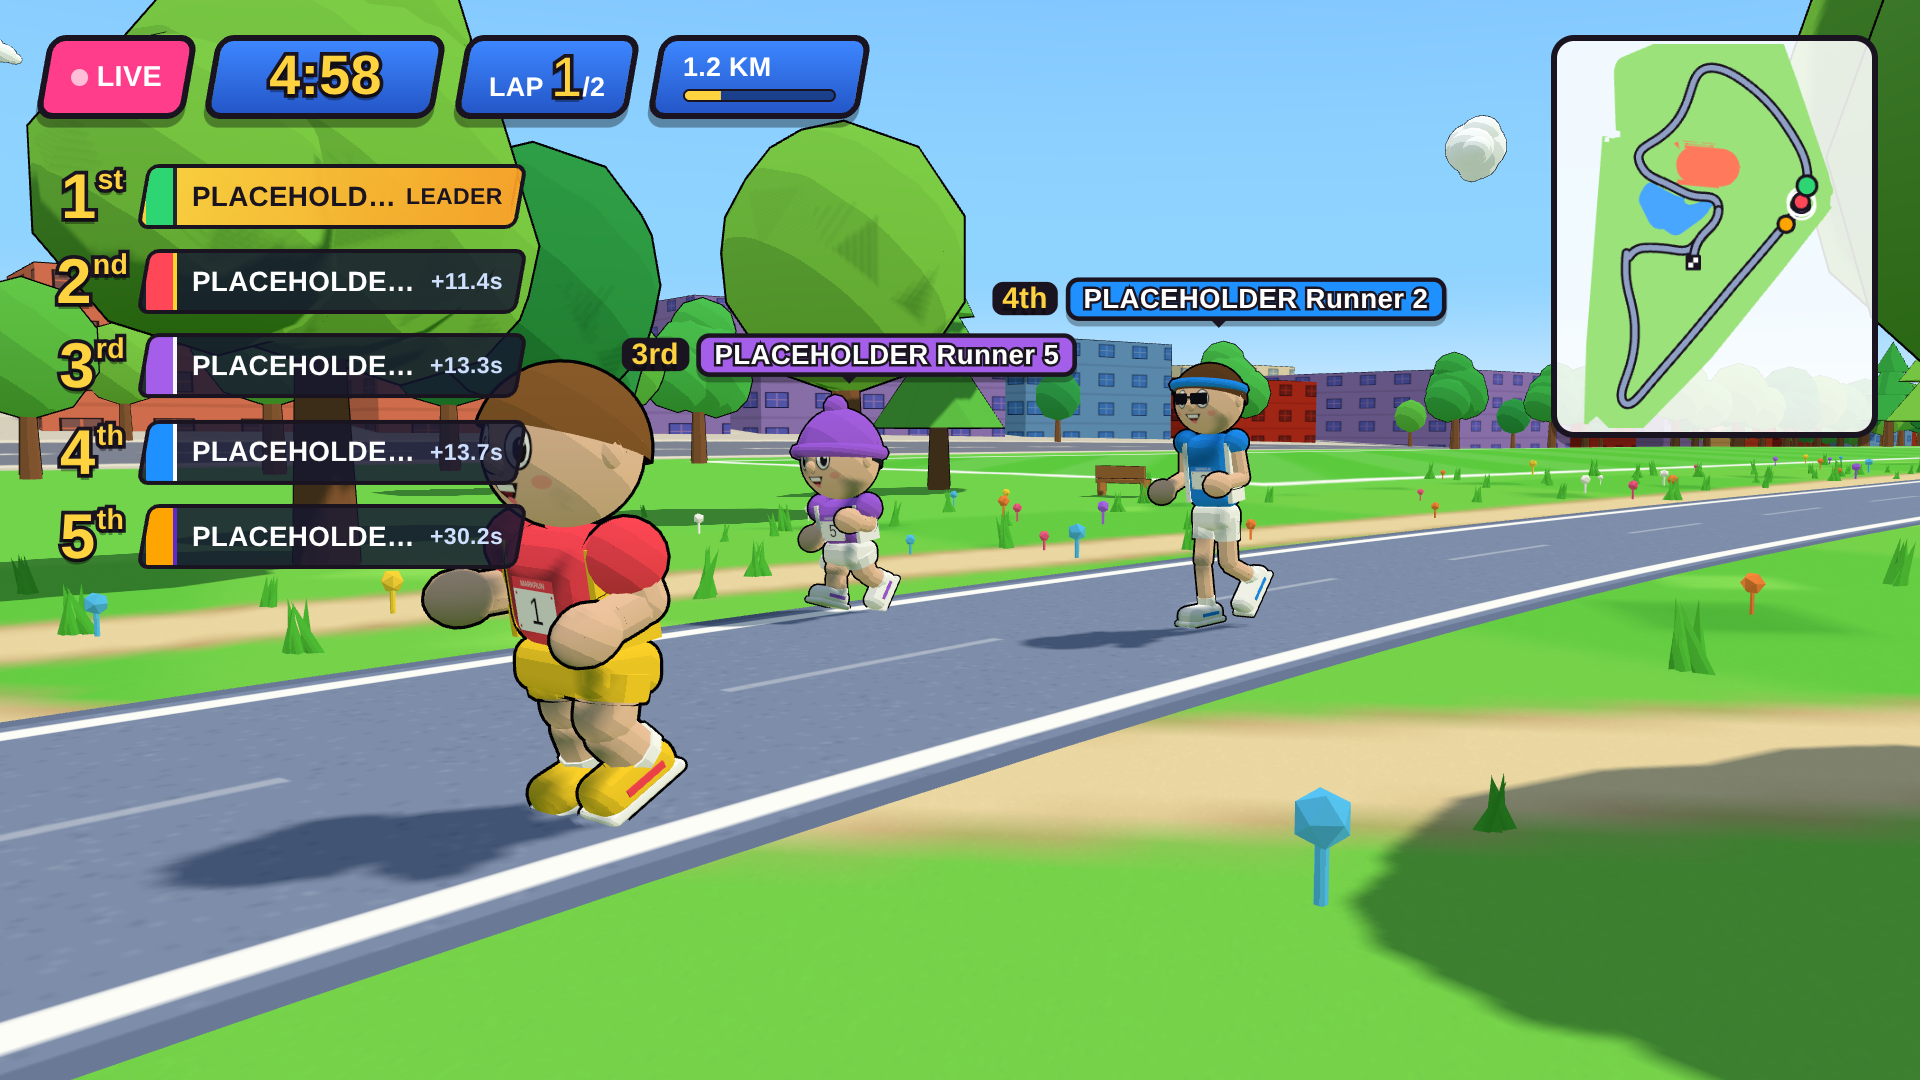 LIVE
4:58
LAP 1/2
1.2 KM
1st PLACEHOLD... LEADER
2nd PLACEHOLDE... +11.4s
3rd PLACEHOLDE... +13.3s
4th PLACEHOLDE... +13.7s
5th PLACEHOLDE... +30.2s
4th PLACEHOLDER Runner 2
3rd PLACEHOLDER Runner 5
5
MARKRUN
1